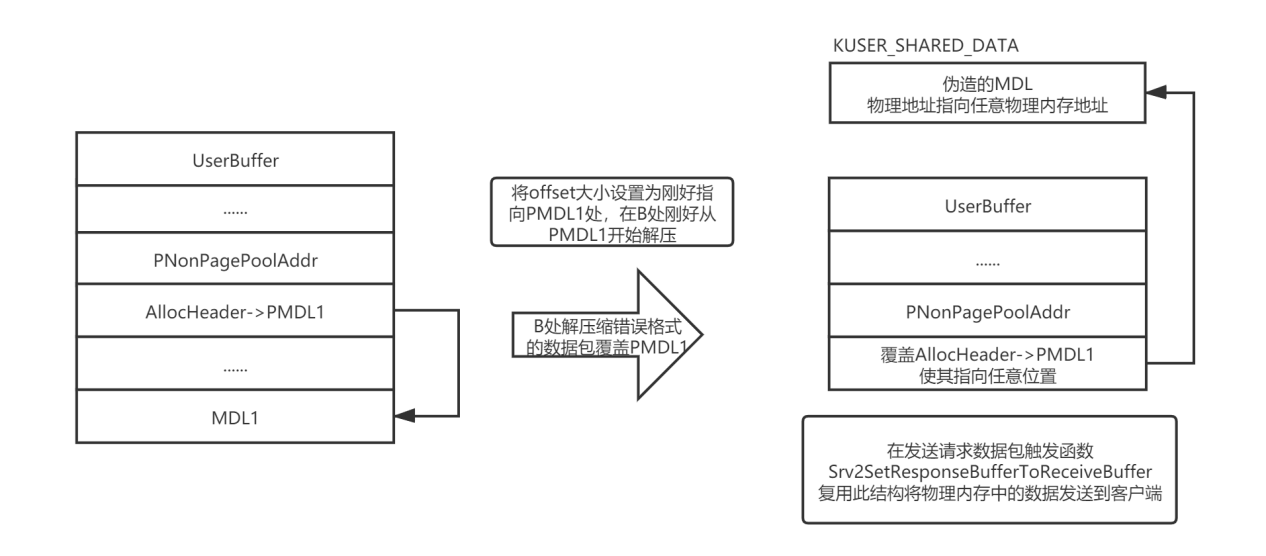 UserBuffer
......
PNonPagePoolAddr
AllocHeader->PMDL1
......
MDL1
将offset大小设置为刚好指
向PMDL1处，在B处刚好从
PMDL1开始解压
B处解压缩错误格式
的数据包覆盖PMDL1
KUSER_SHARED_DATA
伪造的MDL
物理地址指向任意物理内存地址
UserBuffer
......
PNonPagePoolAddr
覆盖AllocHeader->PMDL1
使其指向任意位置
在发送请求数据包触发函数
Srv2SetResponseBufferToReceiveBuffer
复用此结构将物理内存中的数据发送到客户端